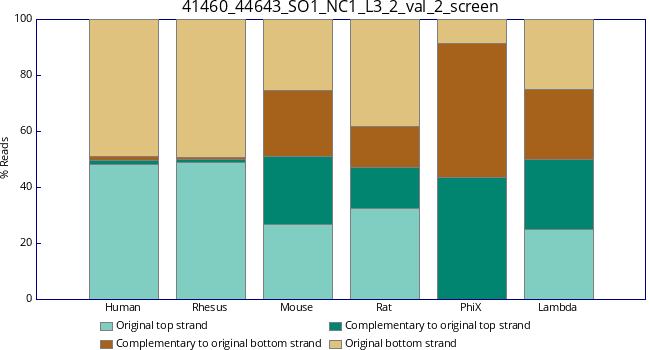 41460_44643_SO1_NC1_L3_2_val_2_screen
100
80
60
40
20
0
% Reads
Human Rhesus Mouse Rat PhiX Lambda
Original top strand Complementary to original top strand
Complementary to original bottom strand Original bottom strand